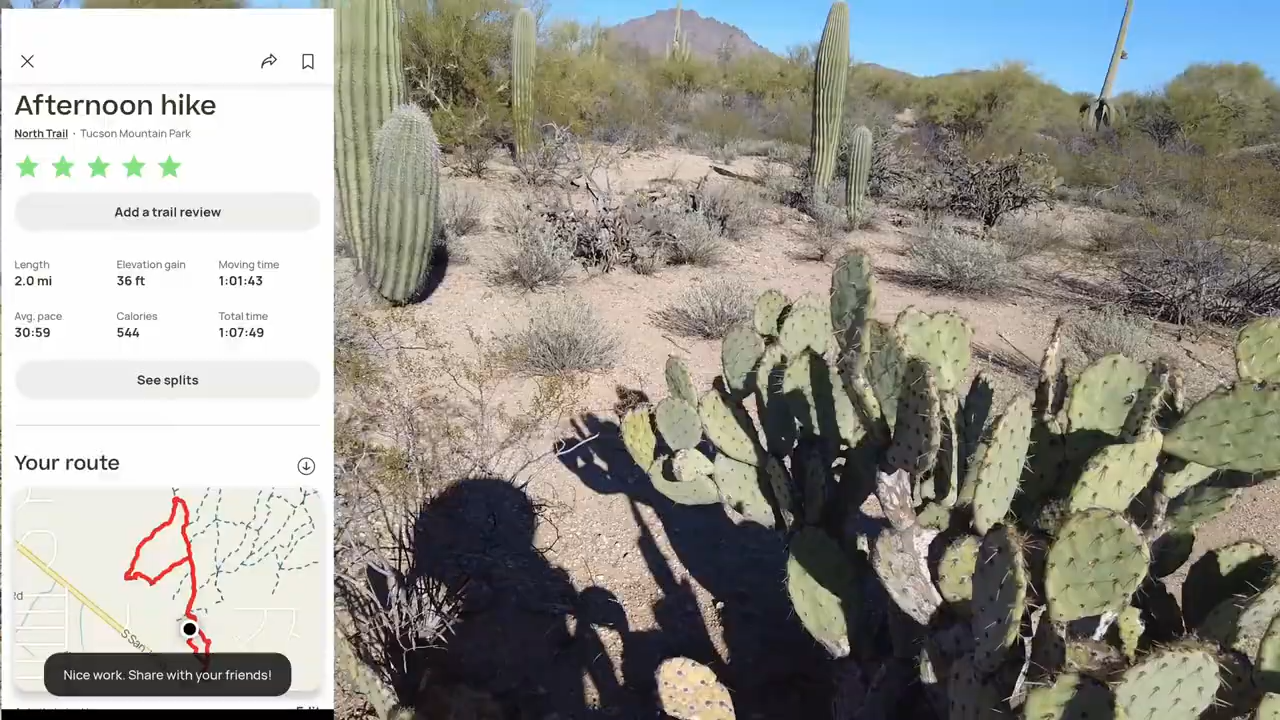 Afternoon hike
North Trail · Tucson Mountain Park
Add a trail review
Length Elevation gain Moving time
2.0 mi 36 ft 1:01:43
Avg. pace Calories Total time
30:59 544 1:07:49
See splits
Your route
S San
Nice work. Share with your friends!
Edit